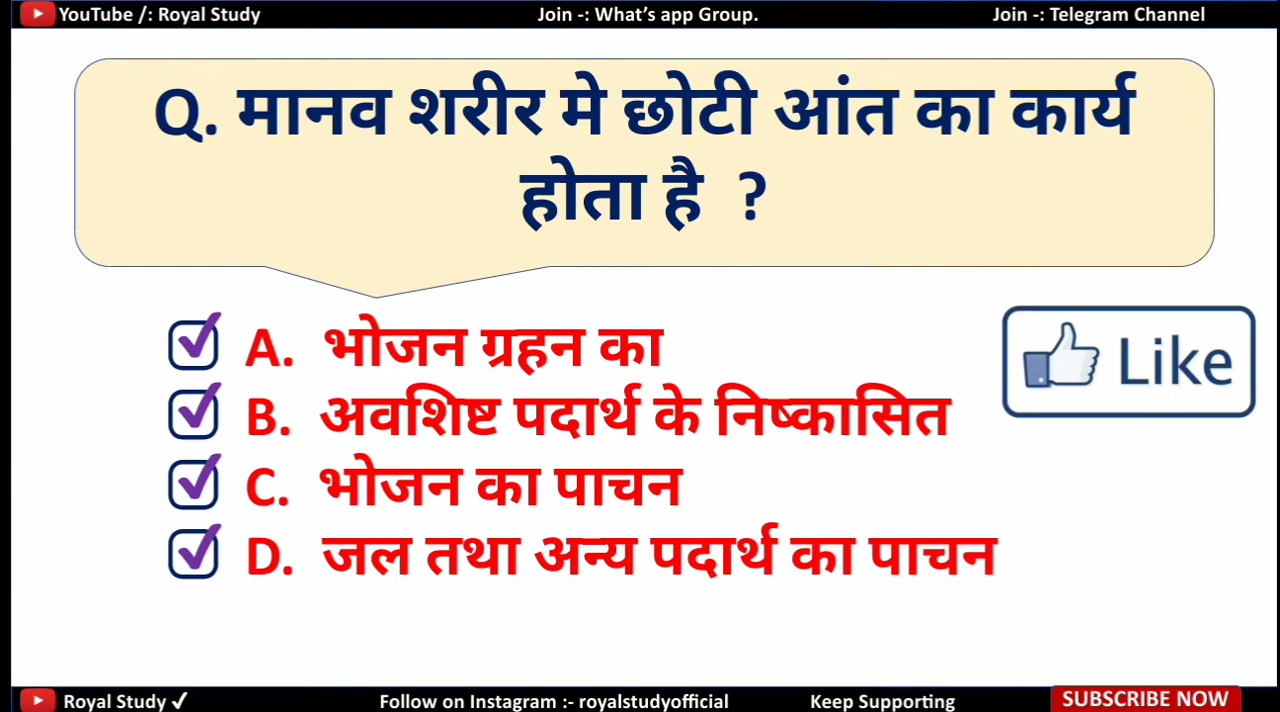 YouTube /: Royal Study Join -: What’s app Group. Join -: Telegram Channel
Q. मानव शरीर मे छोटी आंत का कार्य
होता है ?
A. भोजन ग्रहन का
B. अवशिष्ट पदार्थ के निष्कासित
C. भोजन का पाचन
D. जल तथा अन्य पदार्थ का पाचन
Like
Royal Study ✓ Follow on Instagram :- royalstudyofficial Keep Supporting SUBSCRIBE NOW